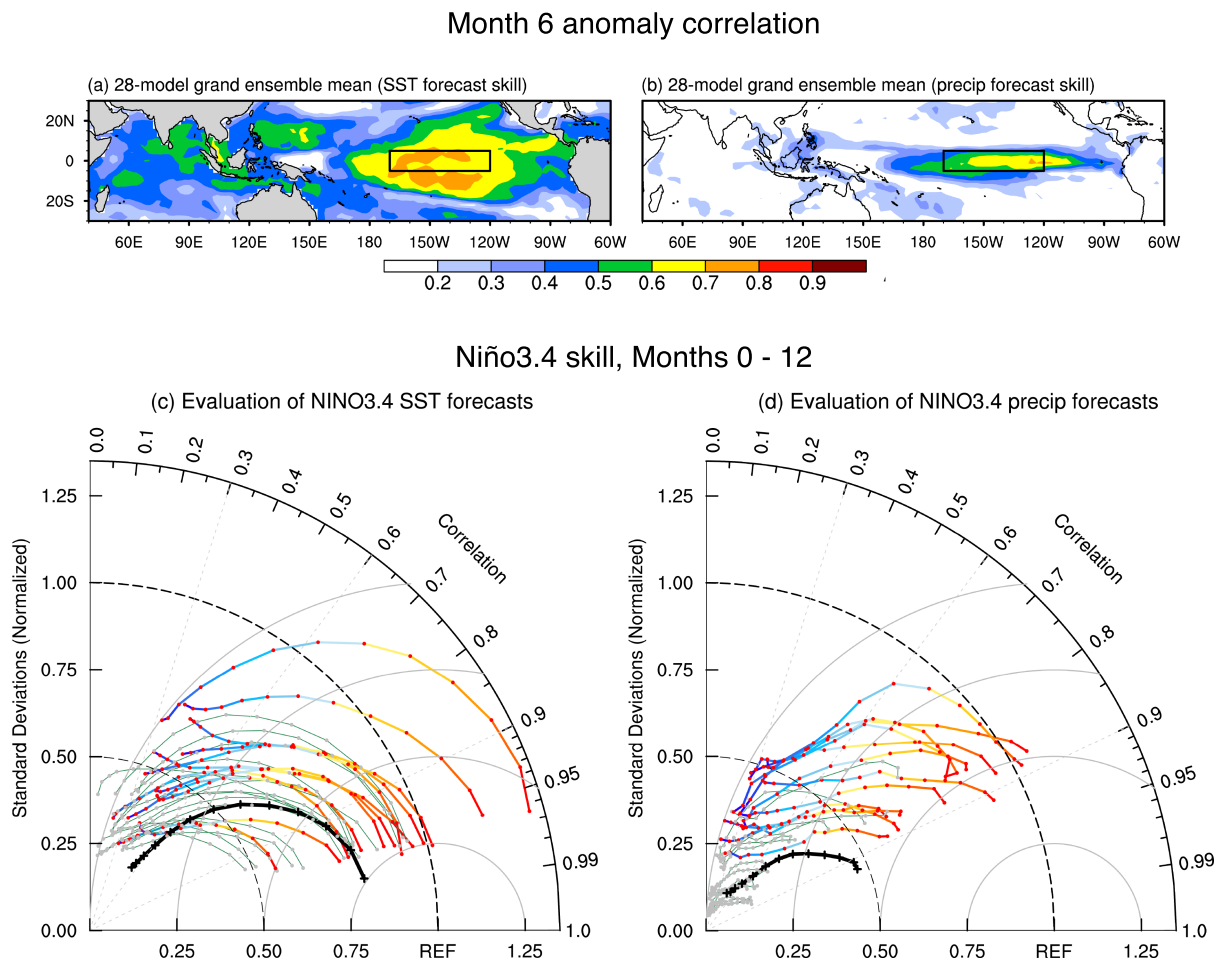 Month 6 anomaly correlation
(a) 28-model grand ensemble mean (SST forecast skill)
(b) 28-model grand ensemble mean (precip forecast skill)
20N
0
20S
60E 90E 120E 150E 180 150W 120W 90W 60W
60E 90E 120E 150E 180 150W 120W 90W 60W
0.2 0.3 0.4 0.5 0.6 0.7 0.8 0.9
Niño3.4 skill, Months 0 - 12
(c) Evaluation of NINO3.4 SST forecasts
0.0 0.1 0.2 0.3 0.4 0.5 0.6 0.7 0.8 0.9 0.95 0.99 1.0
Correlation
Standard Deviations (Normalized)
1.25
1.00
0.75
0.50
0.25
0.00
0.25 0.50 0.75 REF 1.25
(d) Evaluation of NINO3.4 precip forecasts
0.0 0.1 0.2 0.3 0.4 0.5 0.6 0.7 0.8 0.9 0.95 0.99 1.0
Correlation
Standard Deviations (Normalized)
1.25
1.00
0.75
0.50
0.25
0.00
0.25 0.50 0.75 REF 1.25